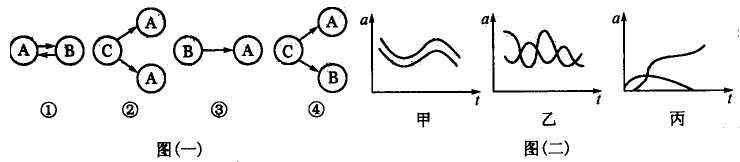 A B C A A B A C A B
① ② ③ ④
图(一)
a t 甲
a t 乙
a t 丙
图(二)